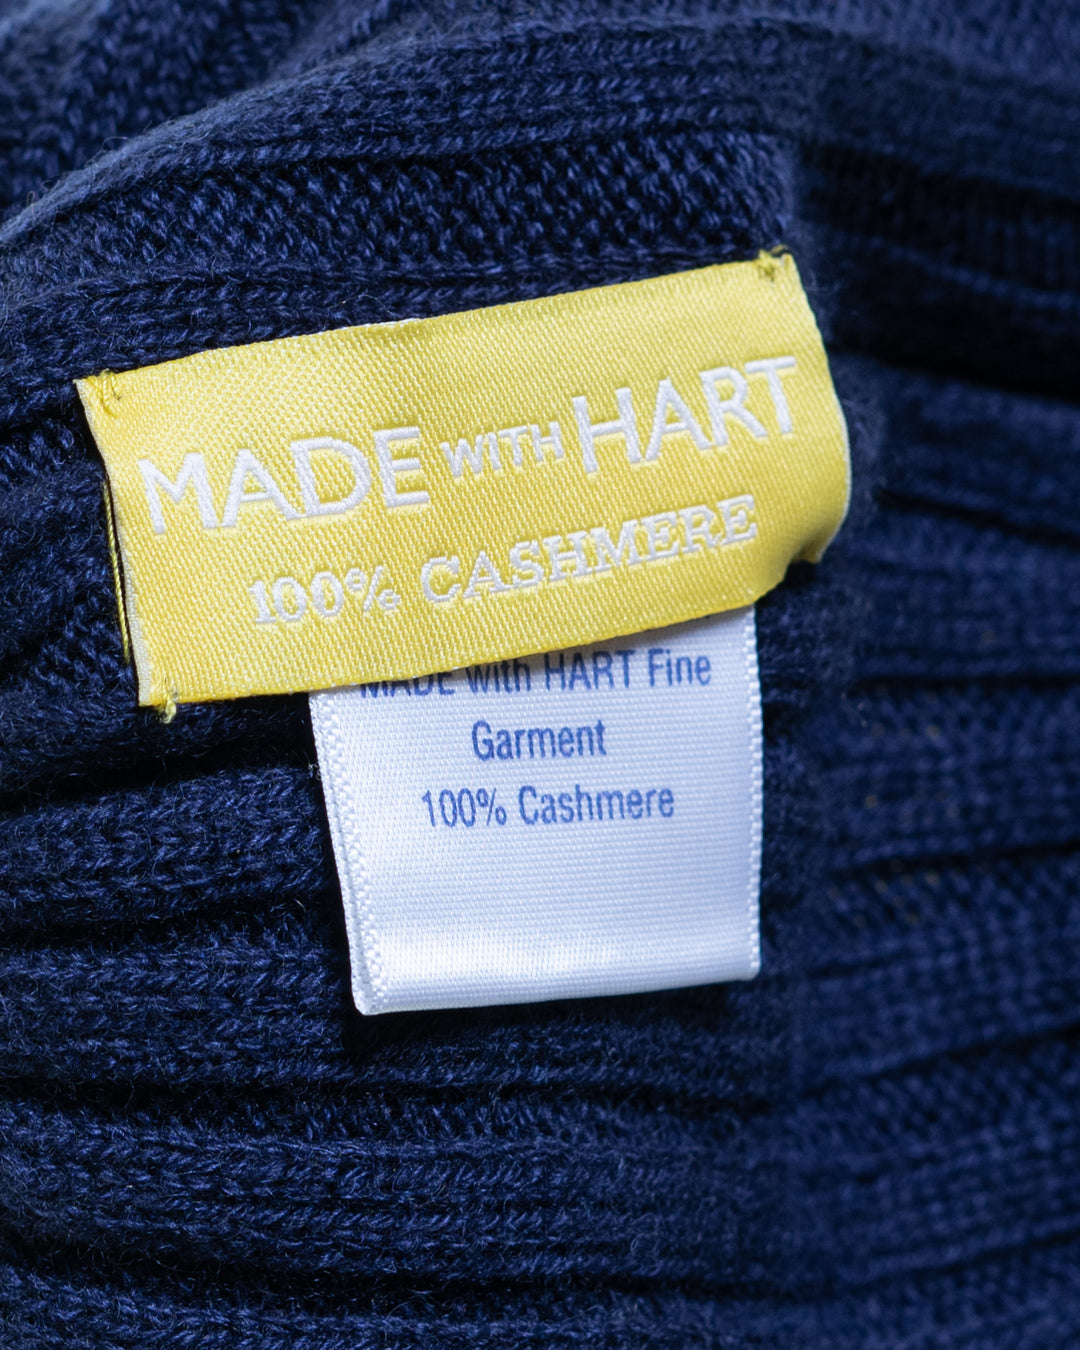 MADE WITH HART
100% CASHMERE
MADE with HART Fine
Garment
100% Cashmere